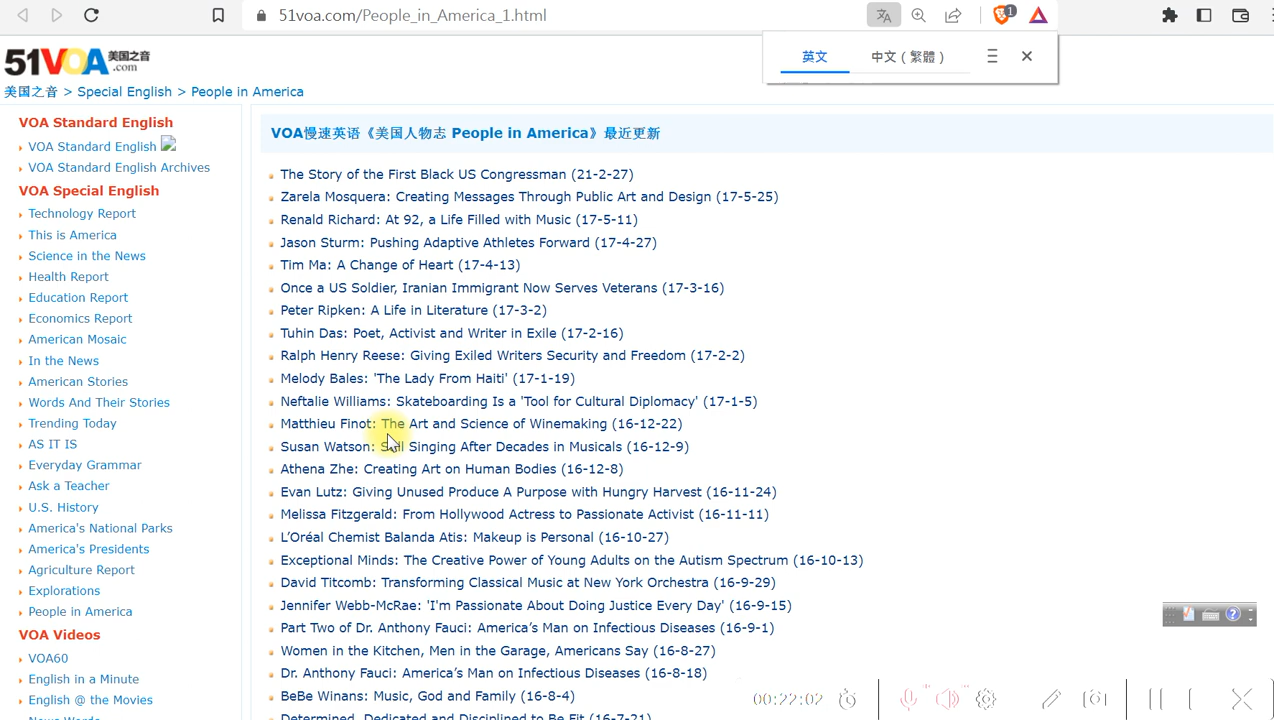 51voa.com/People_in_America_1.html
1
英文
中文（繁體）
51VOA美国之音
.com
美国之音 > Special English > People in America
VOA Standard English
VOA Standard English
VOA Standard English Archives
VOA Special English
Technology Report
This is America
Science in the News
Health Report
Education Report
Economics Report
American Mosaic
In the News
American Stories
Words And Their Stories
Trending Today
AS IT IS
Everyday Grammar
Ask a Teacher
U.S. History
America's National Parks
America's Presidents
Agriculture Report
Explorations
People in America
VOA Videos
VOA60
English in a Minute
English @ the Movies
News Words
VOA慢速英语《美国人物志 People in America》最近更新
The Story of the First Black US Congressman (21-2-27)
Zarela Mosquera: Creating Messages Through Public Art and Design (17-5-25)
Renald Richard: At 92, a Life Filled with Music (17-5-11)
Jason Sturm: Pushing Adaptive Athletes Forward (17-4-27)
Tim Ma: A Change of Heart (17-4-13)
Once a US Soldier, Iranian Immigrant Now Serves Veterans (17-3-16)
Peter Ripken: A Life in Literature (17-3-2)
Tuhin Das: Poet, Activist and Writer in Exile (17-2-16)
Ralph Henry Reese: Giving Exiled Writers Security and Freedom (17-2-2)
Melody Bales: 'The Lady From Haiti' (17-1-19)
Neftalie Williams: Skateboarding Is a 'Tool for Cultural Diplomacy' (17-1-5)
Matthieu Finot: The Art and Science of Winemaking (16-12-22)
Susan Watson: Still Singing After Decades in Musicals (16-12-9)
Athena Zhe: Creating Art on Human Bodies (16-12-8)
Evan Lutz: Giving Unused Produce A Purpose with Hungry Harvest (16-11-24)
Melissa Fitzgerald: From Hollywood Actress to Passionate Activist (16-11-11)
L’Oréal Chemist Balanda Atis: Makeup is Personal (16-10-27)
Exceptional Minds: The Creative Power of Young Adults on the Autism Spectrum (16-10-13)
David Titcomb: Transforming Classical Music at New York Orchestra (16-9-29)
Jennifer Webb-McRae: 'I'm Passionate About Doing Justice Every Day' (16-9-15)
Part Two of Dr. Anthony Fauci: America’s Man on Infectious Diseases (16-9-1)
Women in the Kitchen, Men in the Garage, Americans Say (16-8-27)
Dr. Anthony Fauci: America’s Man on Infectious Diseases (16-8-18)
BeBe Winans: Music, God and Family (16-8-4)
Determined, Dedicated and Disciplined to Be Fit (16-7-21)
00:22:02